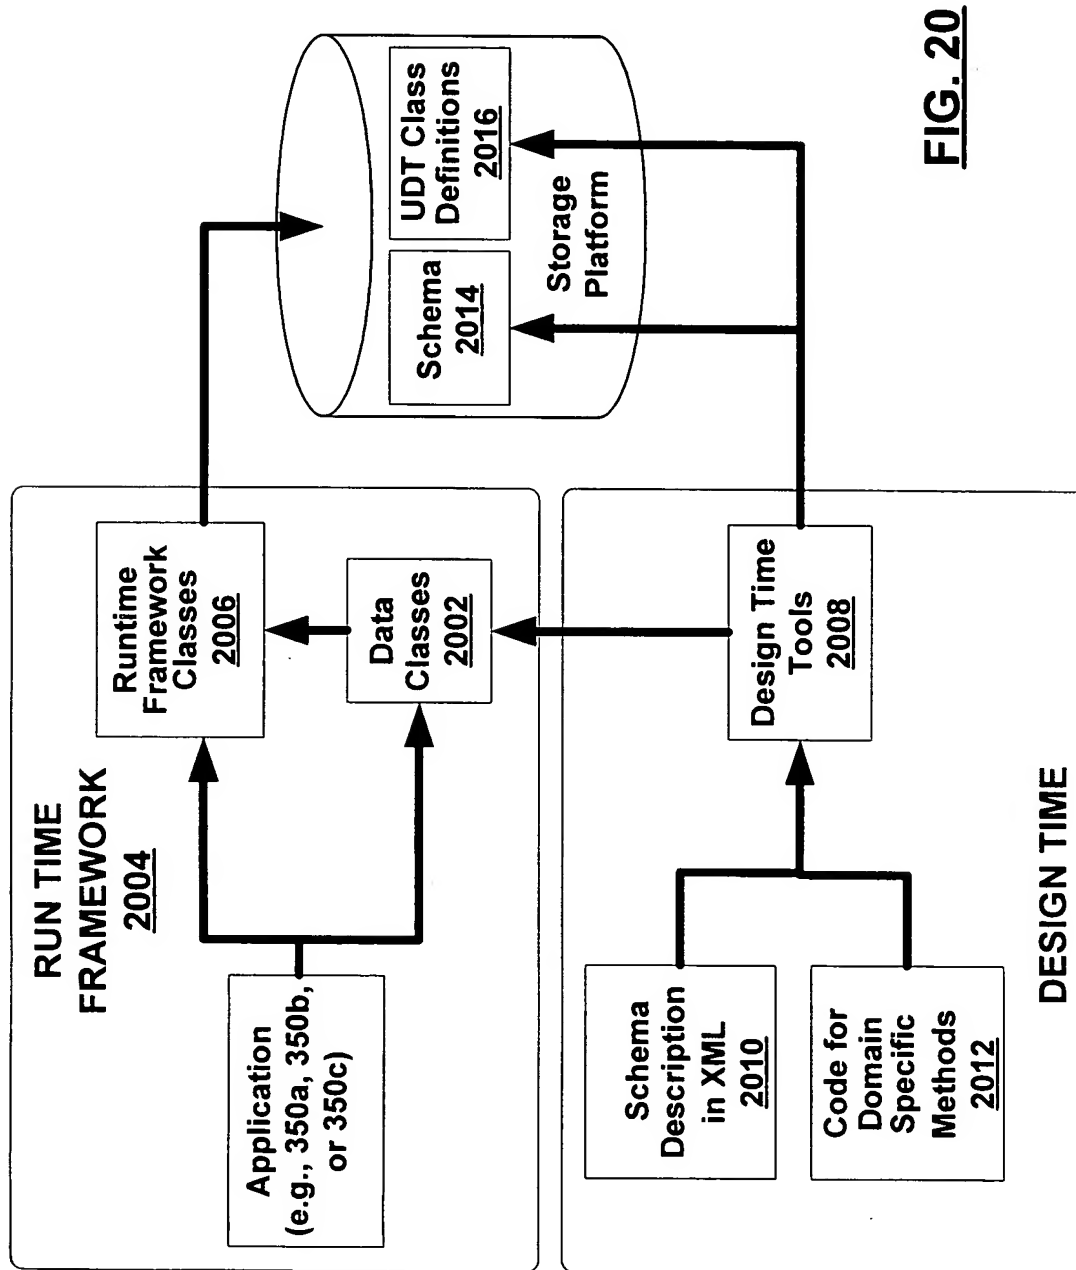 RUN TIME
FRAMEWORK
2004
Application
(e.g., 350a, 350b,
or 350c)
Runtime
Framework
Classes
2006
Data
Classes
2002
Schema
2014
UDT Class
Definitions
2016
Storage
Platform
Schema
Description
in XML
2010
Code for
Domain
Specific
Methods
2012
Design Time
Tools
2008
DESIGN TIME
FIG. 20